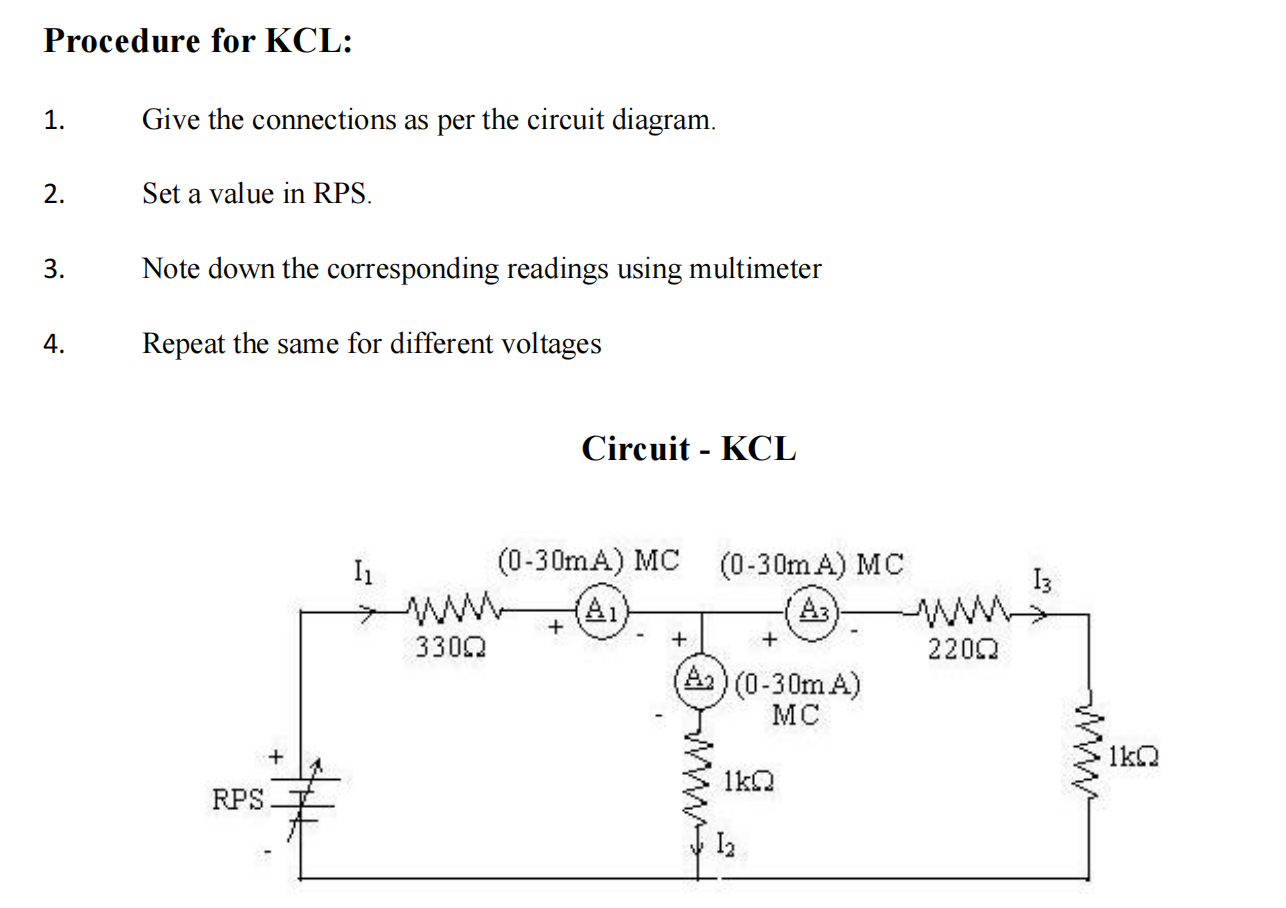 Procedure for KCL:
1. Give the connections as per the circuit diagram.
2. Set a value in RPS.
3. Note down the corresponding readings using multimeter
4. Repeat the same for different voltages
Circuit - KCL
(0-30mA) MC (0-30mA) MC
I1 I3
A1 A3
+ - + + -
330Ω 220Ω
A2 (0-30mA)
- MC
+ 1kΩ
1kΩ
RPS
- I2